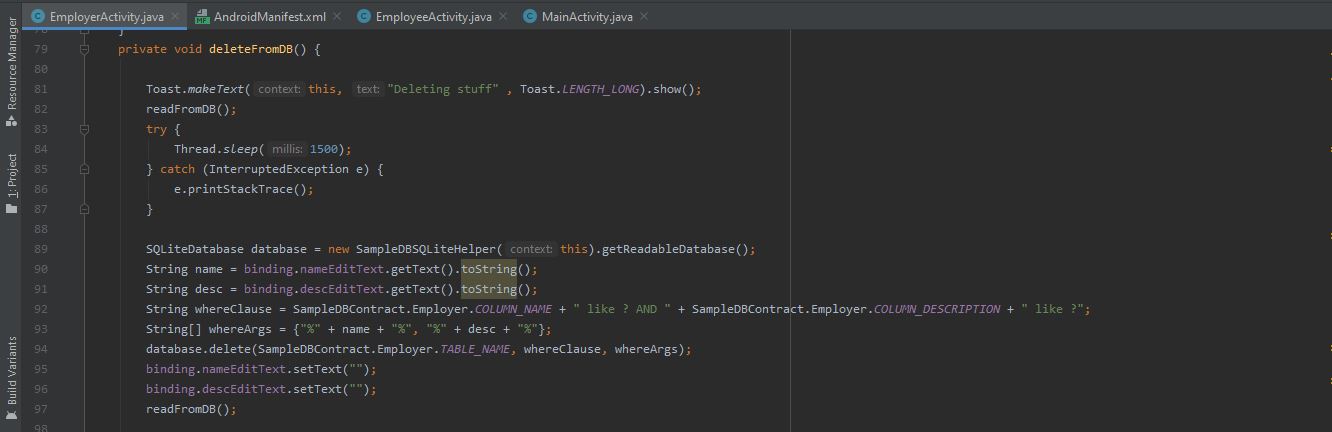 EmployerActivity.java AndroidManifest.xml EmployeeActivity.java MainActivity.java
Resource Manager
1: Project
Build Variants
79 private void deleteFromDB() {
80
81 Toast.makeText( context: this, text: "Deleting stuff" , Toast.LENGTH_LONG).show();
82 readFromDB();
83 try {
84 Thread.sleep( millis: 1500);
85 } catch (InterruptedException e) {
86 e.printStackTrace();
87 }
88
89 SQLiteDatabase database = new SampleDBSQLiteHelper( context: this).getReadableDatabase();
90 String name = binding.nameEditText.getText().toString();
91 String desc = binding.descEditText.getText().toString();
92 String whereClause = SampleDBContract.Employer.COLUMN_NAME + " like ? AND " + SampleDBContract.Employer.COLUMN_DESCRIPTION + " like ?";
93 String[] whereArgs = {"%" + name + "%", "%" + desc + "%"};
94 database.delete(SampleDBContract.Employer.TABLE_NAME, whereClause, whereArgs);
95 binding.nameEditText.setText("");
96 binding.descEditText.setText("");
97 readFromDB();
98